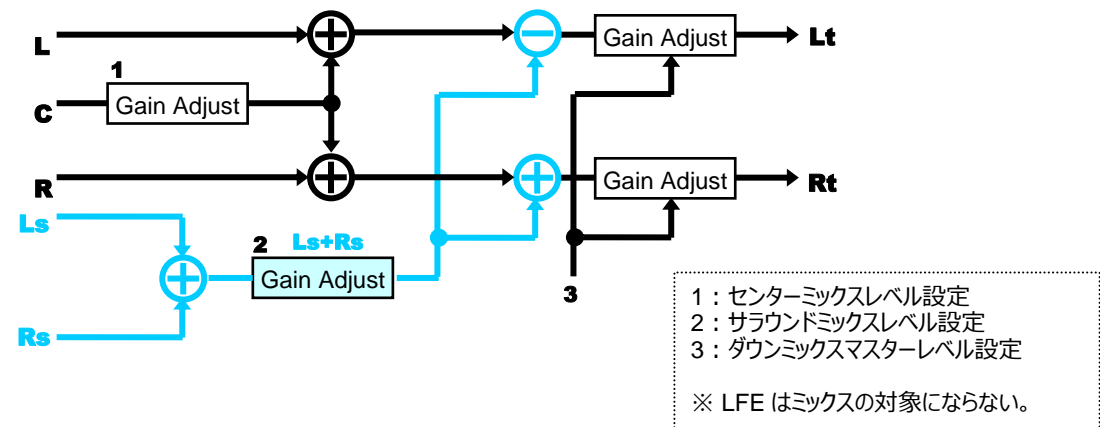 L
Gain Adjust
Lt
1
C
Gain Adjust
R
Gain Adjust
Rt
Ls
2
Ls+Rs
Gain Adjust
Rs
3
1：センターミックスレベル設定
2：サラウンドミックスレベル設定
3：ダウンミックスマスターレベル設定
※ LFE はミックスの対象にならない。